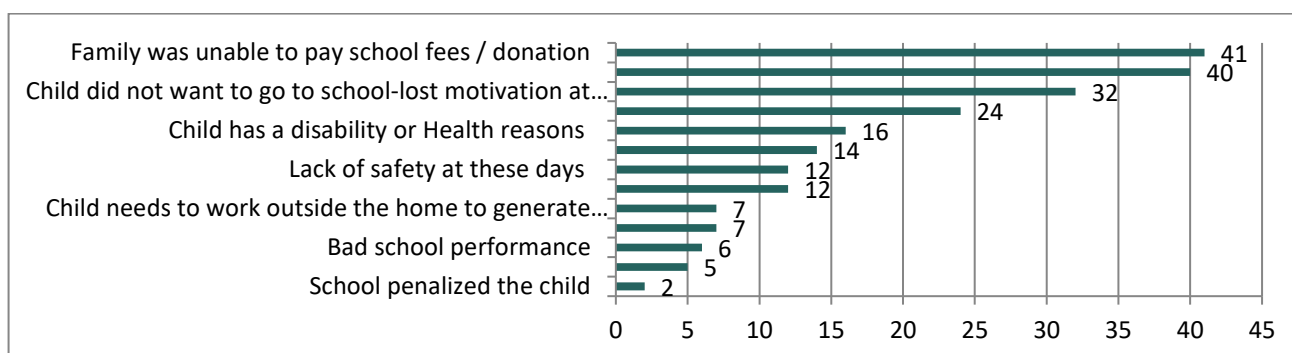 Family was unable to pay school fees / donation 41
40
Child did not want to go to school-lost motivation at... 32
24
Child has a disability or Health reasons 16
14
Lack of safety at these days 12
12
Child needs to work outside the home to generate... 7
7
Bad school performance 6
5
School penalized the child 2
0 5 10 15 20 25 30 35 40 45